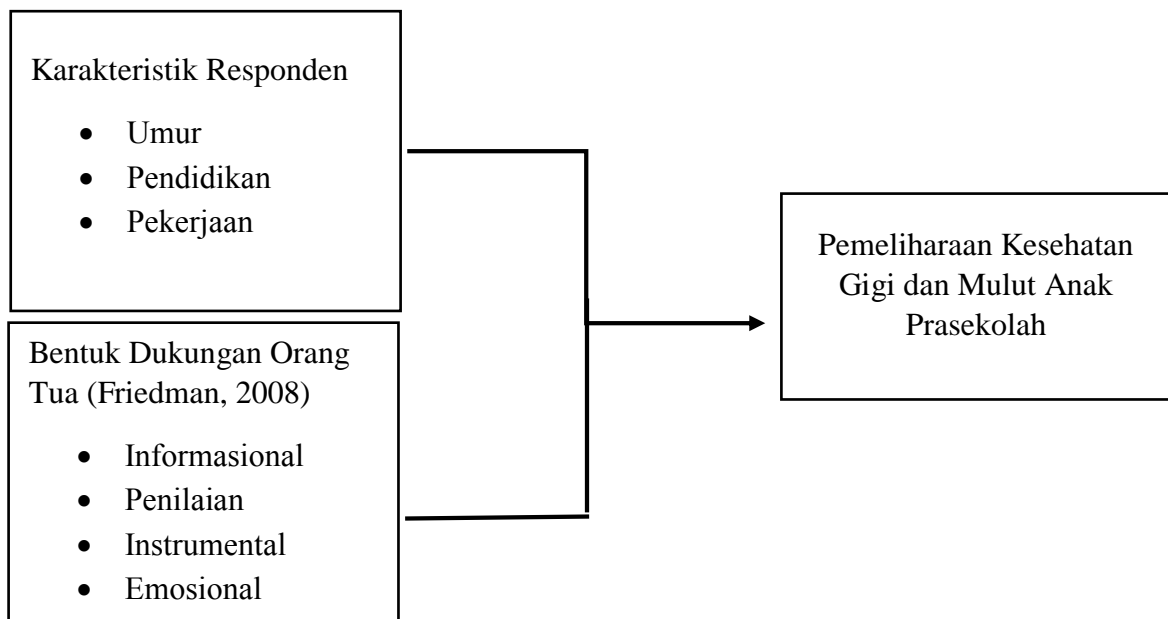 Karakteristik Responden
• Umur
• Pendidikan
• Pekerjaan
Bentuk Dukungan Orang
Tua (Friedman, 2008)
• Informasional
• Penilaian
• Instrumental
• Emosional
Pemeliharaan Kesehatan
Gigi dan Mulut Anak
Prasekolah